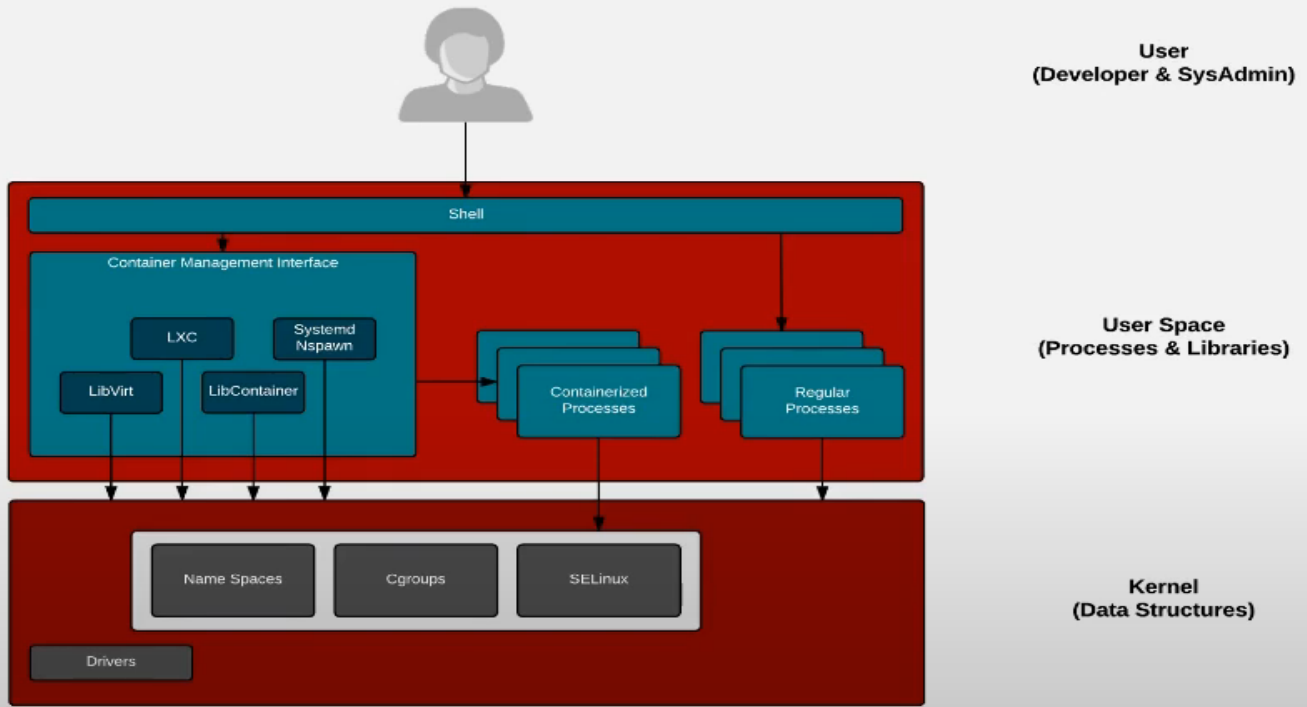 User
(Developer & SysAdmin)
Shell
Container Management Interface
LXC
Systemd
Nspawn
LibVirt
LibContainer
Containerized
Processes
Regular
Processes
User Space
(Processes & Libraries)
Name Spaces
Cgroups
SELinux
Kernel
(Data Structures)
Drivers